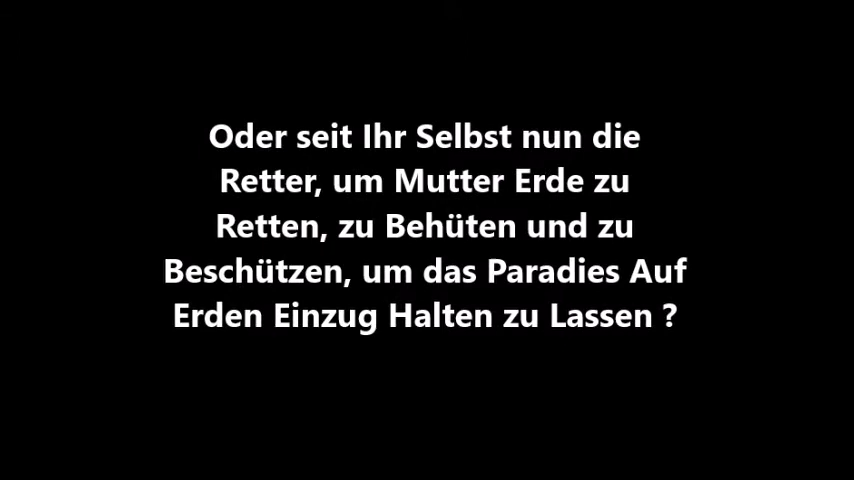 Oder seit Ihr Selbst nun die
Retter, um Mutter Erde zu
Retten, zu Behüten und zu
Beschützen, um das Paradies Auf
Erden Einzug Halten zu Lassen ?